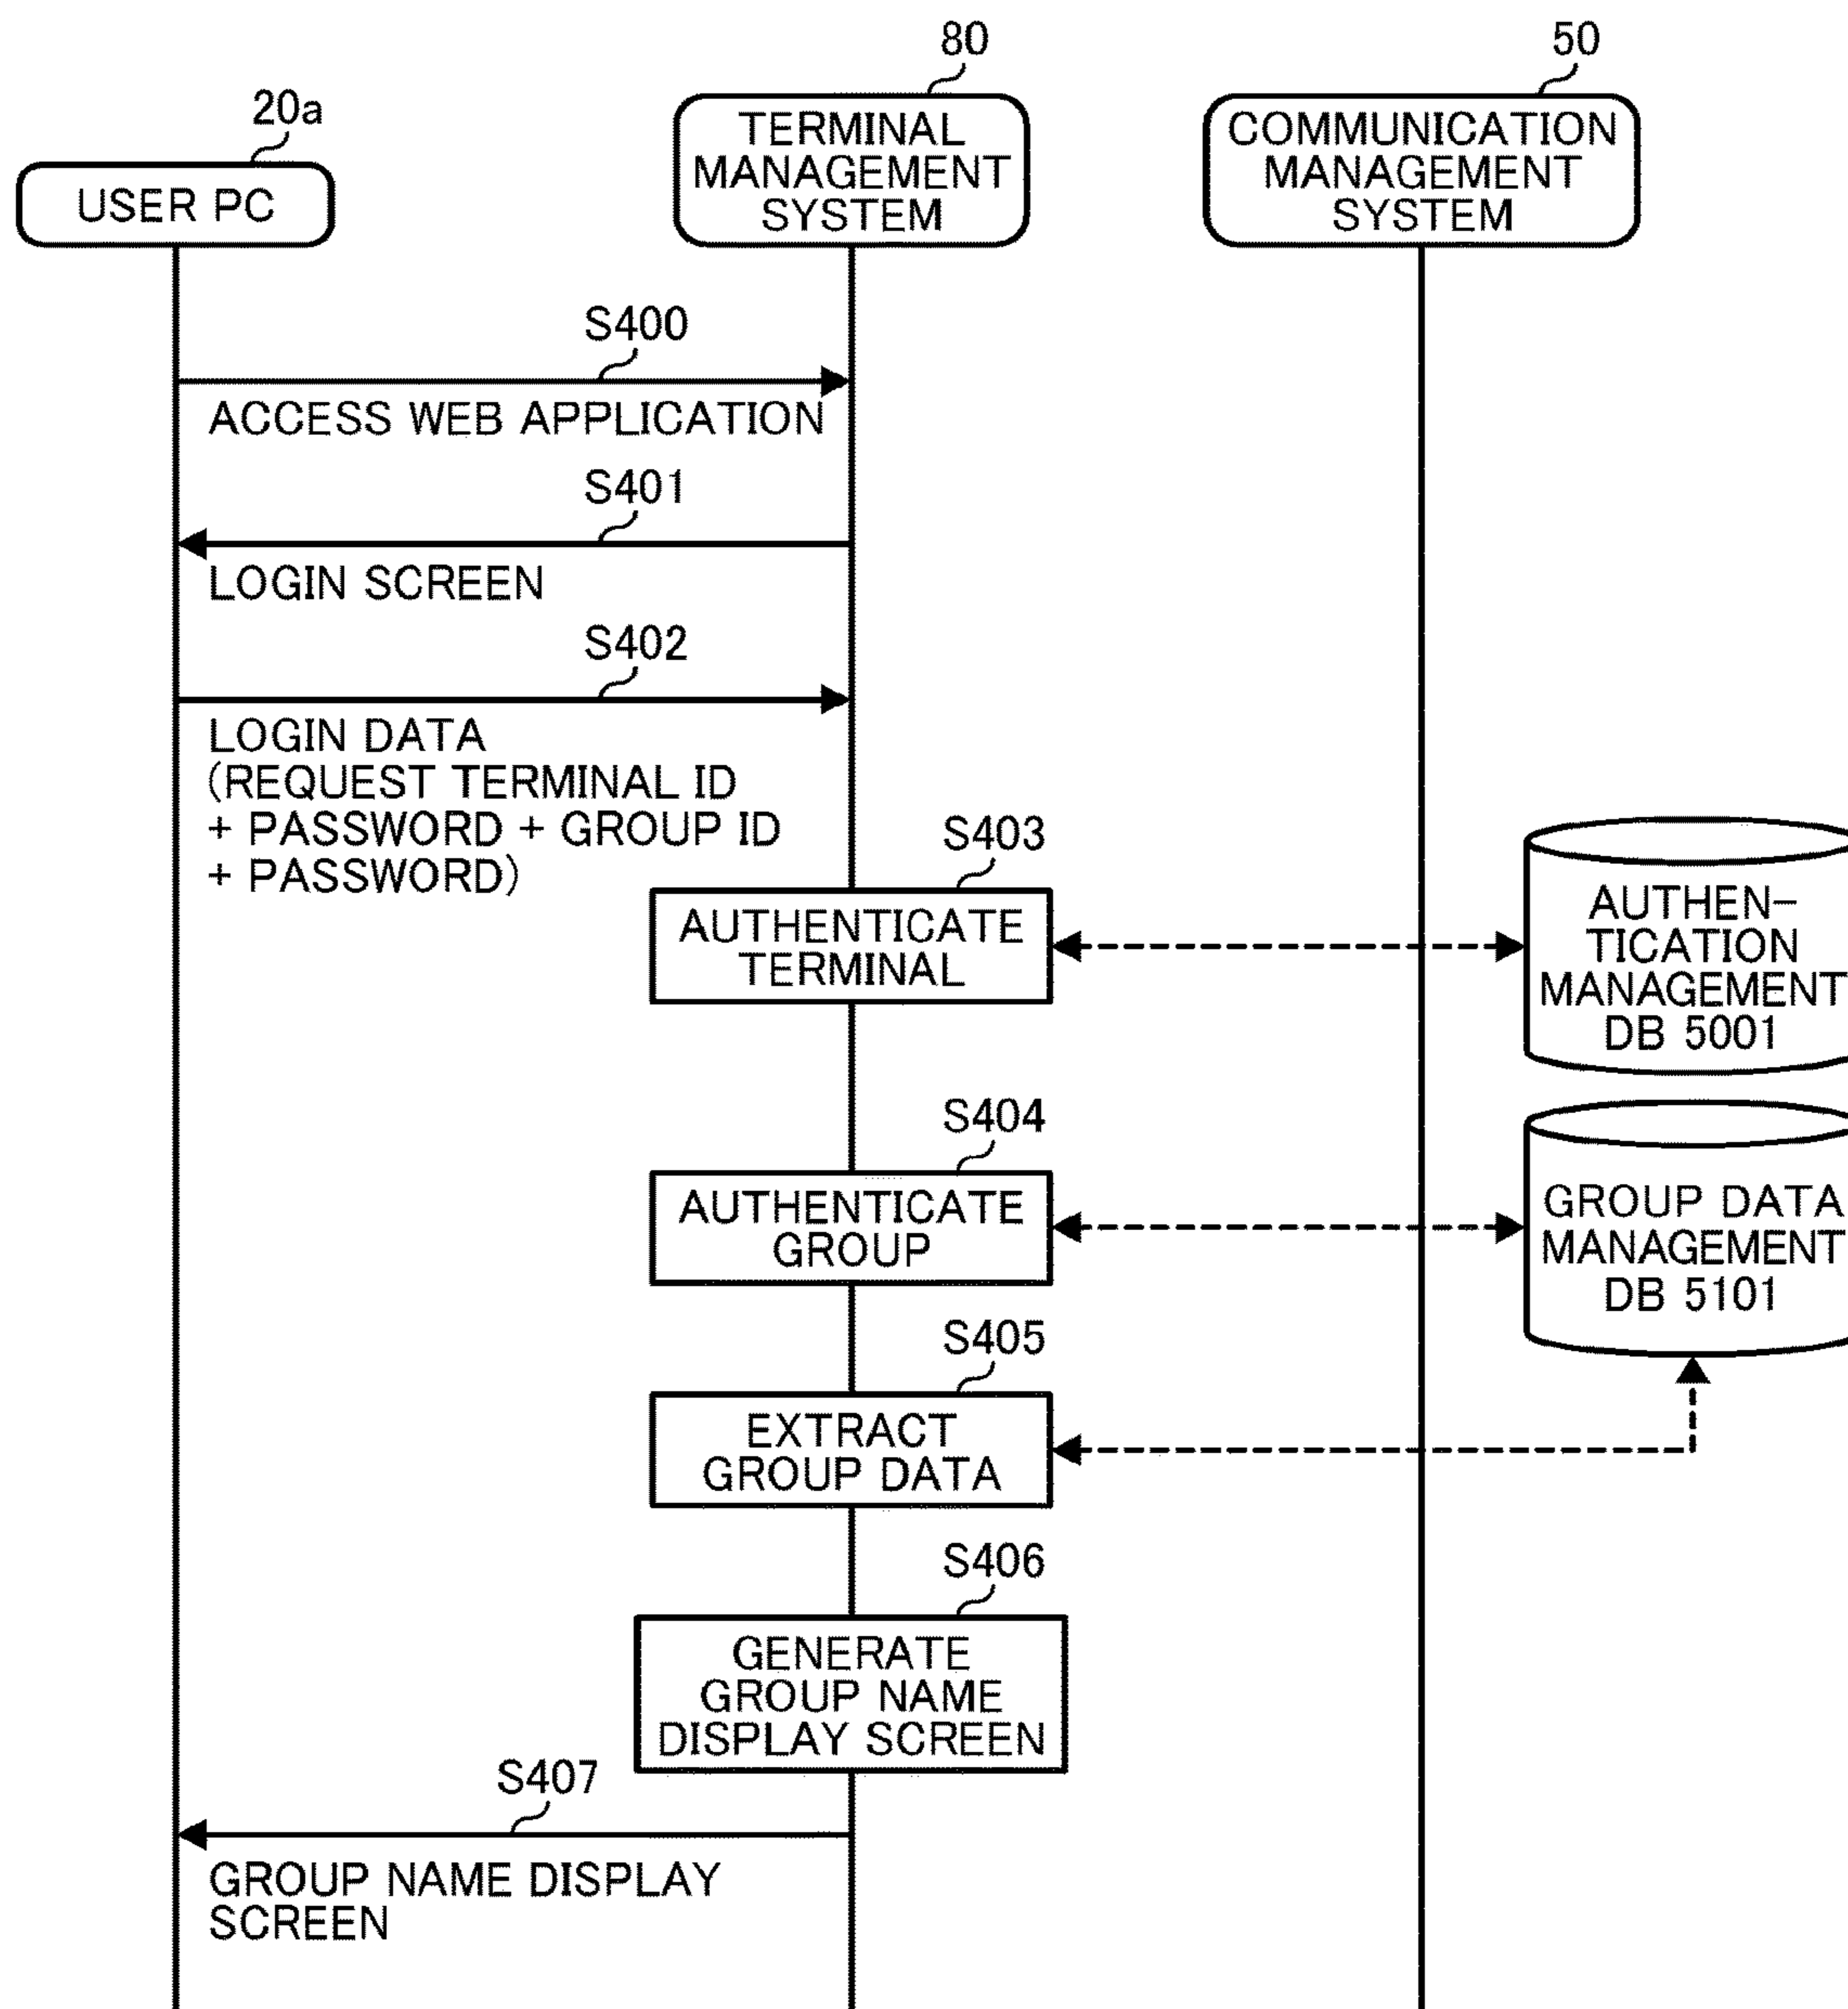 80
50
20a
TERMINAL
MANAGEMENT
SYSTEM
COMMUNICATION
MANAGEMENT
SYSTEM
USER PC
S400
ACCESS WEB APPLICATION
S401
LOGIN SCREEN
S402
LOGIN DATA
(REQUEST TERMINAL ID
+ PASSWORD + GROUP ID
+ PASSWORD)
S403
AUTHENTICATE
TERMINAL
AUTHEN-
TICATION
MANAGEMENT
DB 5001
S404
AUTHENTICATE
GROUP
GROUP DATA
MANAGEMENT
DB 5101
S405
EXTRACT
GROUP DATA
S406
GENERATE
GROUP NAME
DISPLAY SCREEN
S407
GROUP NAME DISPLAY
SCREEN